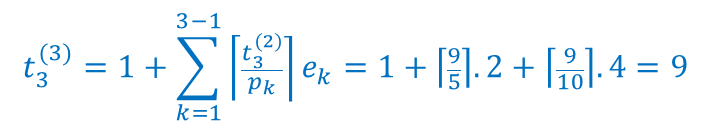 t_3^{(3)} = 1 + \sum_{k=1}^{3-1} \left\lceil \frac{t_3^{(2)}}{p_k} \right\rceil e_k = 1 + \left\lceil \frac{9}{5} \right\rceil . 2 + \left\lceil \frac{9}{10} \right\rceil . 4 = 9